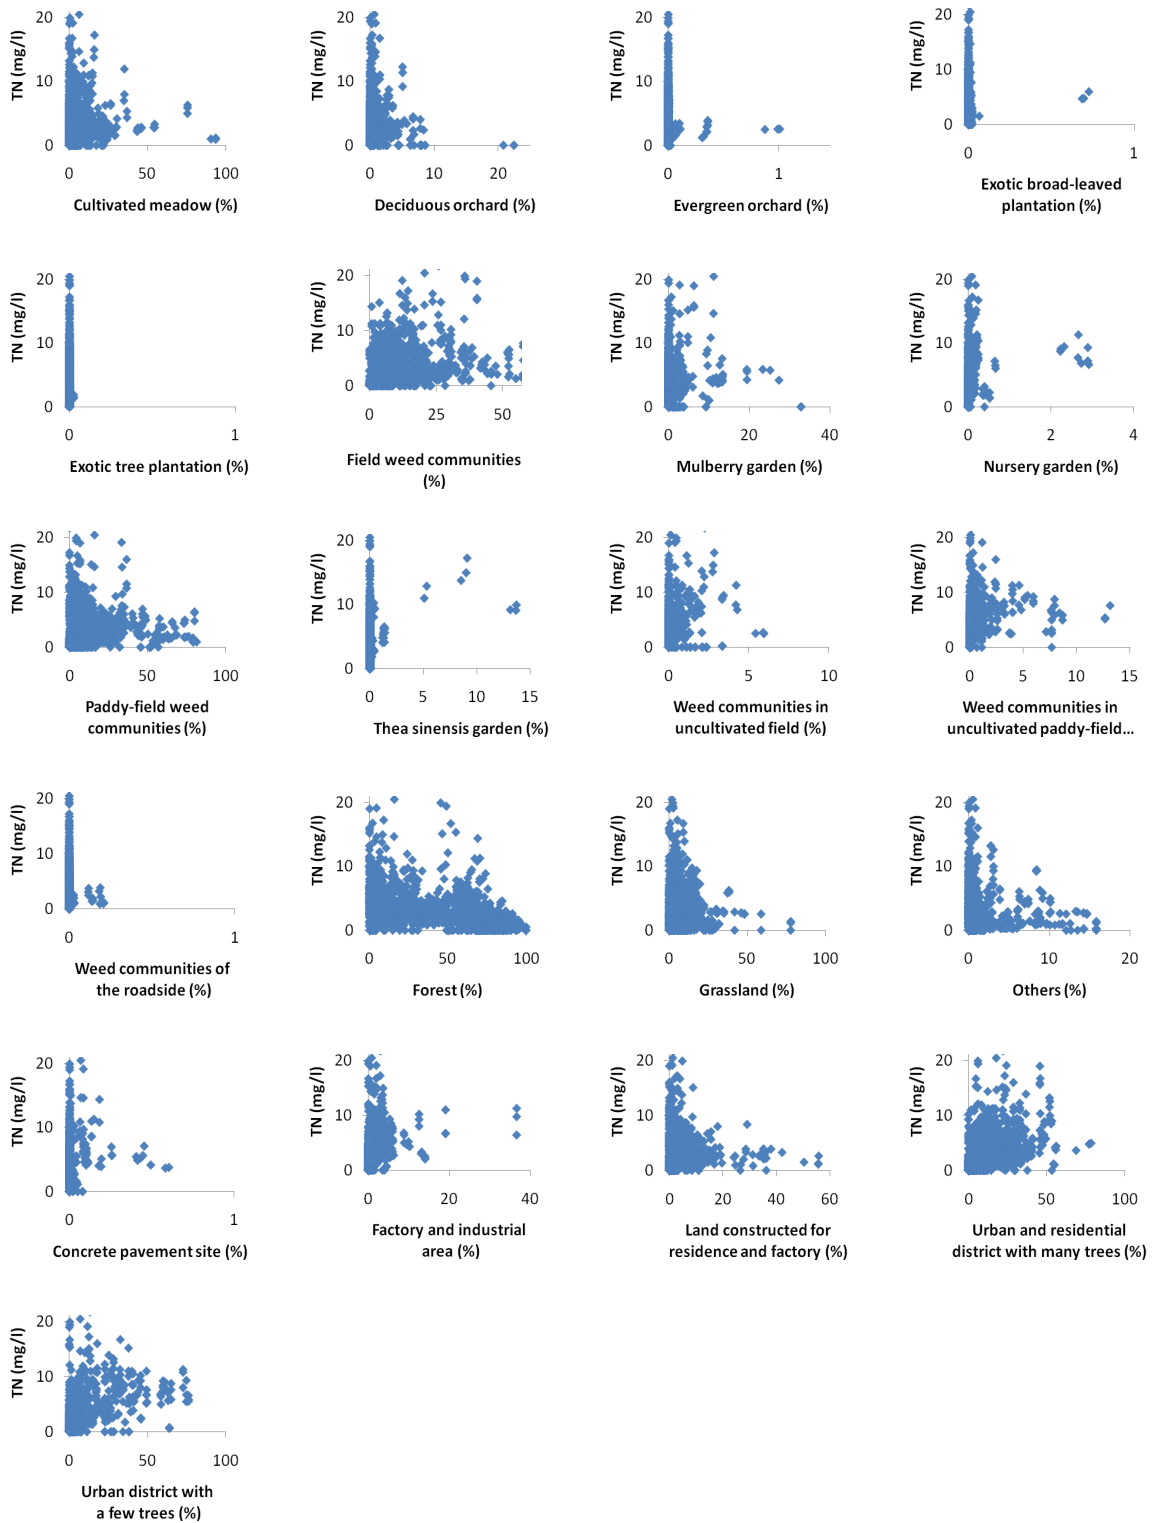 TN (mg/l)
20
10
0
0 50 100
Cultivated meadow (%)
TN (mg/l)
20
10
0
0 10 20
Deciduous orchard (%)
TN (mg/l)
20
10
0
0 1
Evergreen orchard (%)
TN (mg/l)
20
10
0
0 1
Exotic broad-leaved
plantation (%)
TN (mg/l)
20
10
0
0 1
Exotic tree plantation (%)
TN (mg/l)
20
10
0
0 25 50
Field weed communities
(%)
TN (mg/l)
20
10
0
0 20 40
Mulberry garden (%)
TN (mg/l)
20
10
0
0 2 4
Nursery garden (%)
TN (mg/l)
20
10
0
0 50 100
Paddy-field weed
communities (%)
TN (mg/l)
20
10
0
0 5 10 15
Thea sinensis garden (%)
TN (mg/l)
20
10
0
0 5 10
Weed communities in
uncultivated field (%)
TN (mg/l)
20
10
0
0 5 10 15
Weed communities in
uncultivated paddy-field...
TN (mg/l)
20
10
0
0 1
Weed communities of
the roadside (%)
TN (mg/l)
20
10
0
0 50 100
Forest (%)
TN (mg/l)
20
10
0
0 50 100
Grassland (%)
TN (mg/l)
20
10
0
0 10 20
Others (%)
TN (mg/l)
20
10
0
0 1
Concrete pavement site (%)
TN (mg/l)
20
10
0
0 20 40
Factory and industrial
area (%)
TN (mg/l)
20
10
0
0 20 40 60
Land constructed for
residence and factory (%)
TN (mg/l)
20
10
0
0 50 100
Urban and residential
district with many trees (%)
TN (mg/l)
20
10
0
0 50 100
Urban district with
a few trees (%)